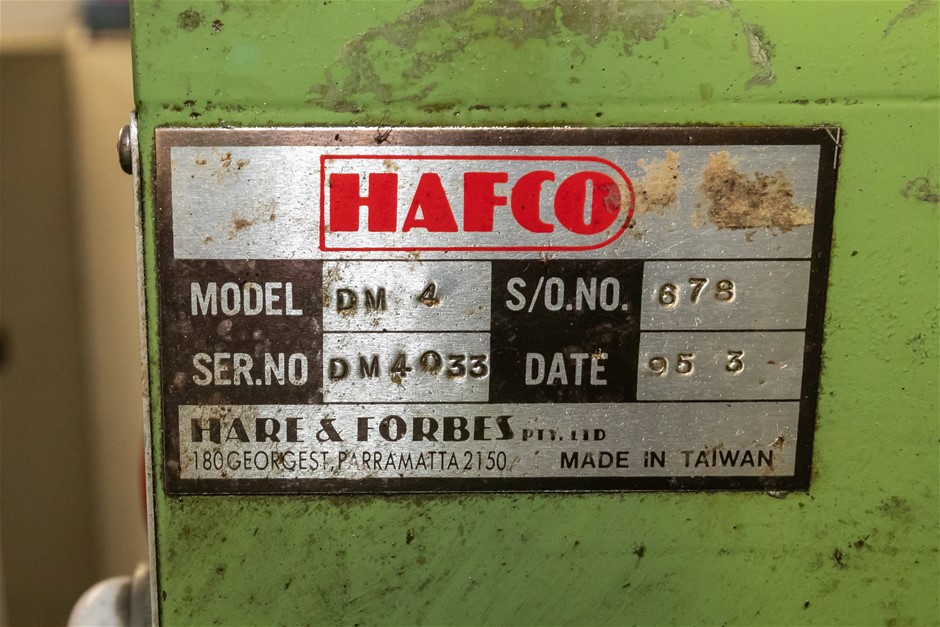 HAFCO
MODEL DM 4 S/O.NO. 678
SER.NO DM4033 DATE 95 3
HARE & FORBES PTY. LTD
180 GEORGE ST, PARRAMATTA 2150. MADE IN TAIWAN